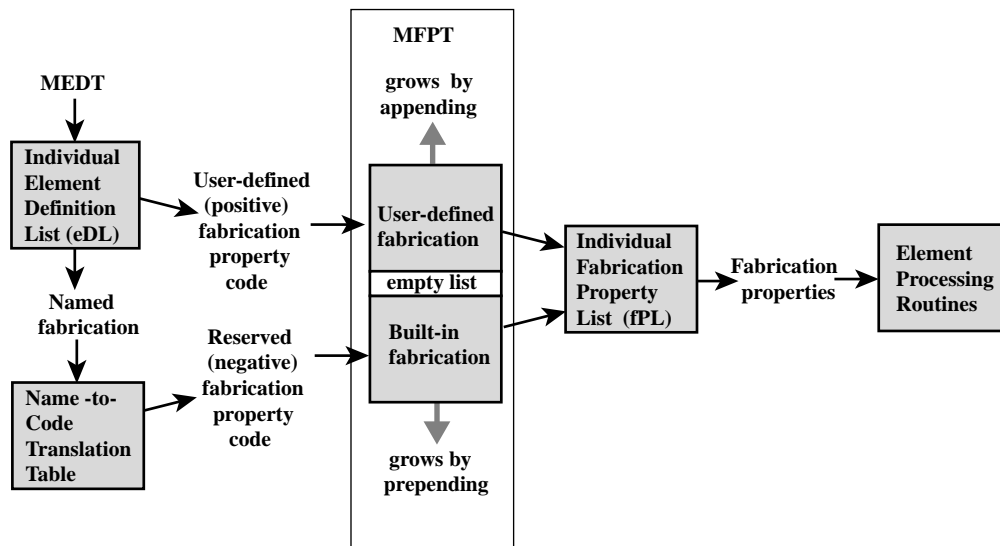 MEDT
Individual
Element
Definition
List (eDL)
Named
fabrication
Name -to-
Code
Translation
Table
User-defined
(positive)
fabrication
property
code
Reserved
(negative)
fabrication
property
code
MFPT
grows by
appending
User-defined
fabrication
empty list
Built-in
fabrication
grows by
prepending
Individual
Fabrication
Property
List (fPL)
Fabrication
properties
Element
Processing
Routines